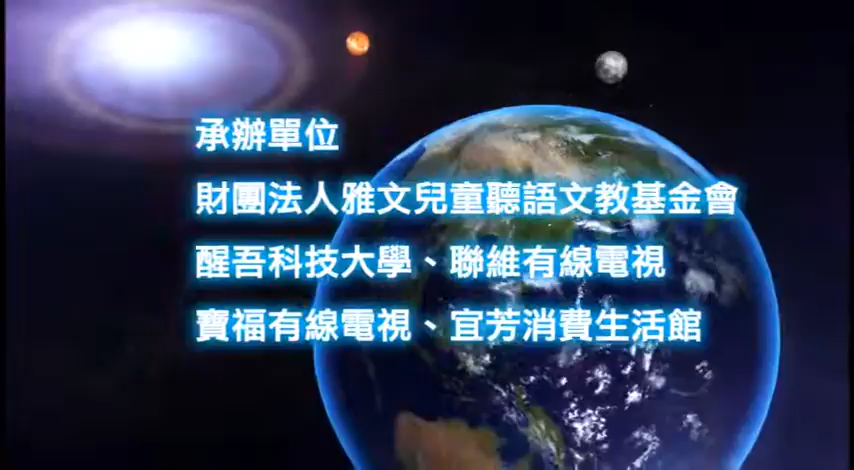 承辦單位
財團法人雅文兒童聽語文教基金會
醒吾科技大學、聯維有線電視
寶福有線電視、宜芳消費生活館